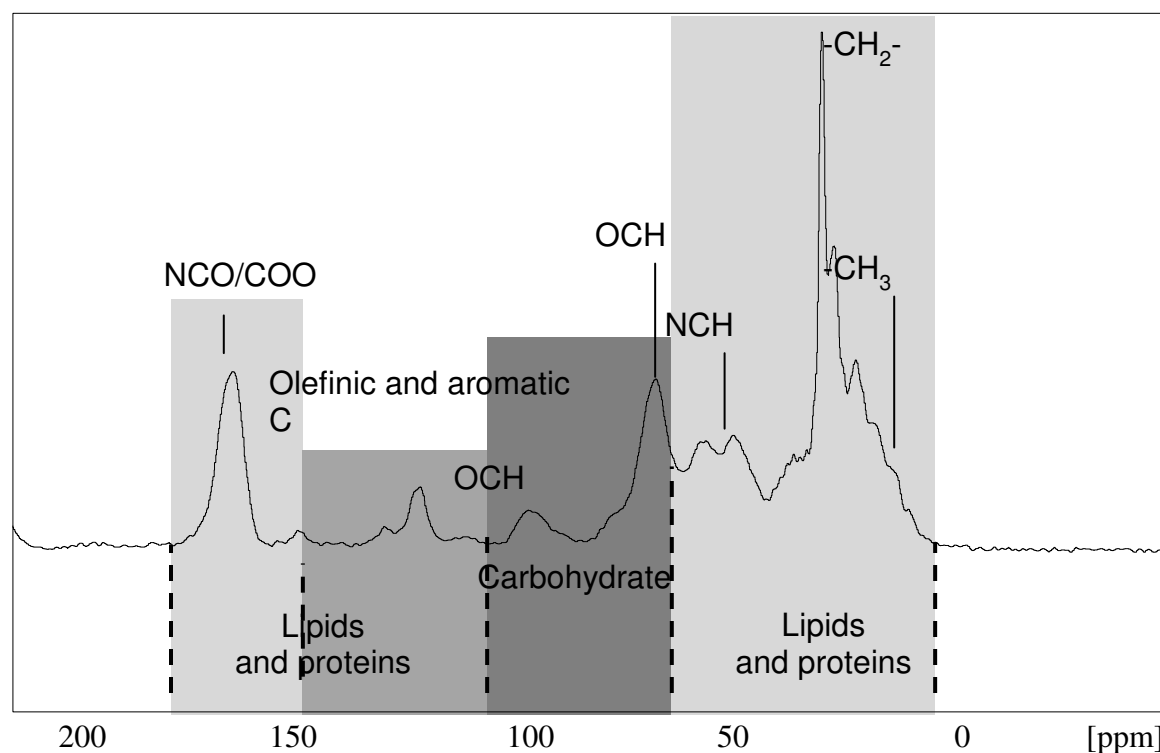 -CH2-
OCH
-CH3
NCO/COO
NCH
Olefinic and aromatic
C
OCH
Carbohydrate
Lipids
and proteins
Lipids
and proteins
200 150 100 50 0 [ppm]